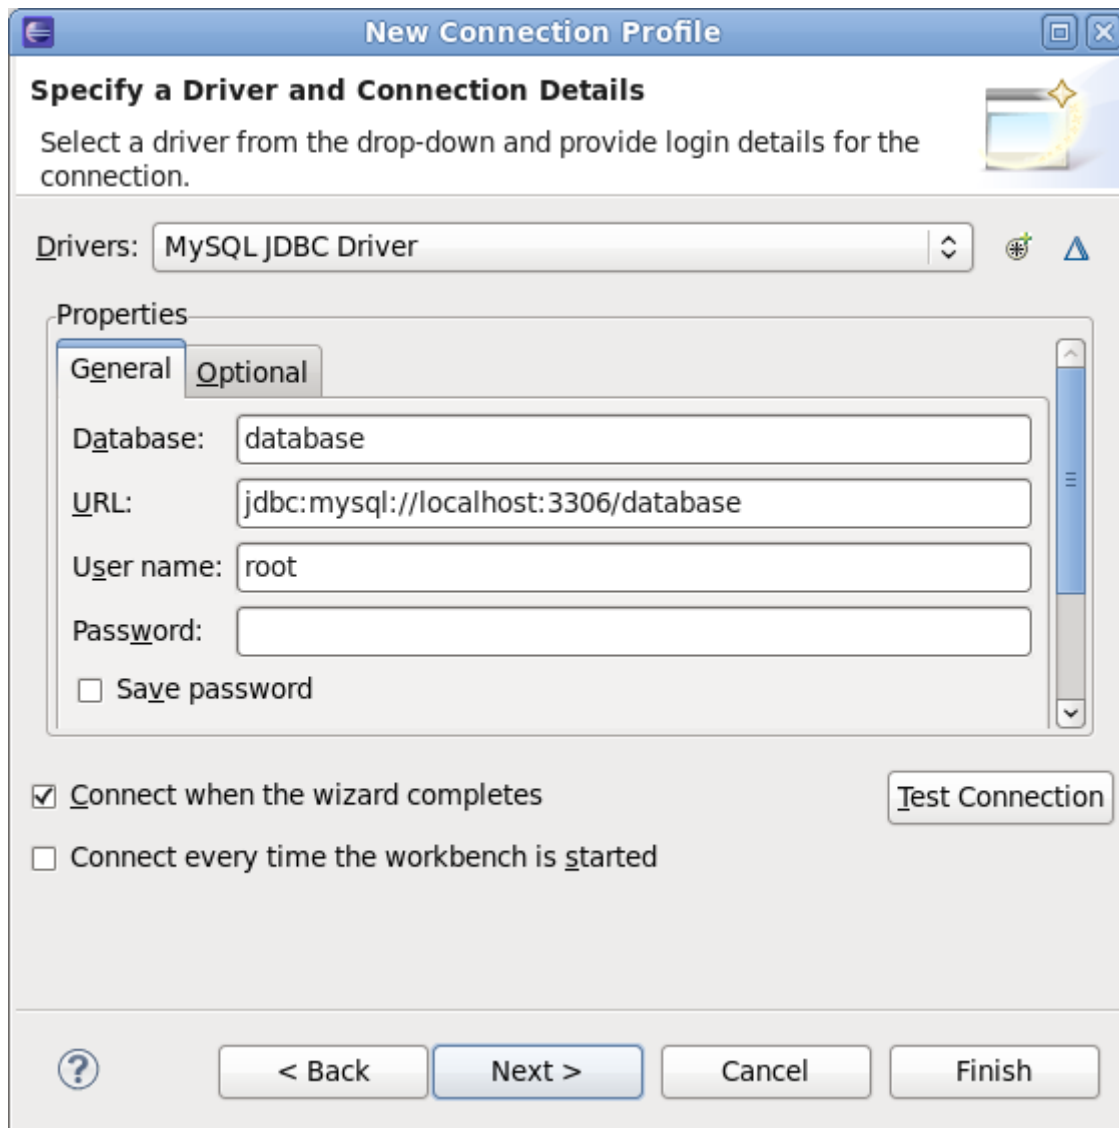 New Connection Profile
Specify a Driver and Connection Details
Select a driver from the drop-down and provide login details for the
connection.
Drivers: MySQL JDBC Driver
Properties
General Optional
Database: database
URL: jdbc:mysql://localhost:3306/database
User name: root
Password:
Save password
Connect when the wizard completes Test Connection
Connect every time the workbench is started
? < Back Next > Cancel Finish